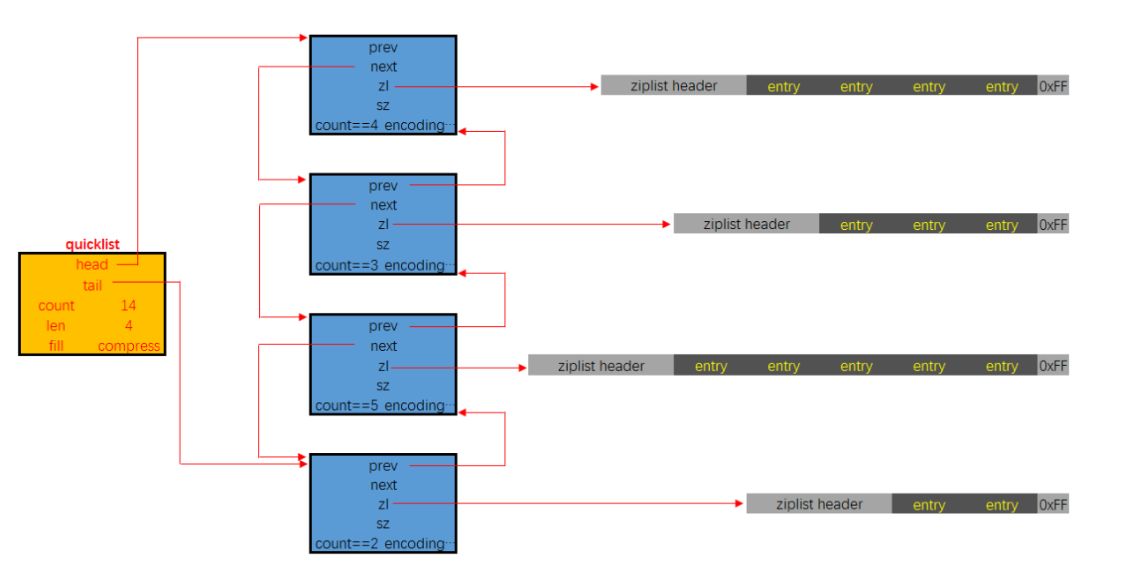 prev
next
zl
sz
count==4 encoding···
ziplist header entry entry entry entry 0xFF
prev
next
zl
sz
count==3 encoding···
ziplist header entry entry entry 0xFF
quicklist
head
tail
count 14
len 4
fill compress
prev
next
zl
sz
count==5 encoding···
ziplist header entry entry entry entry entry 0xFF
prev
next
zl
sz
count==2 encoding···
ziplist header entry entry 0xFF